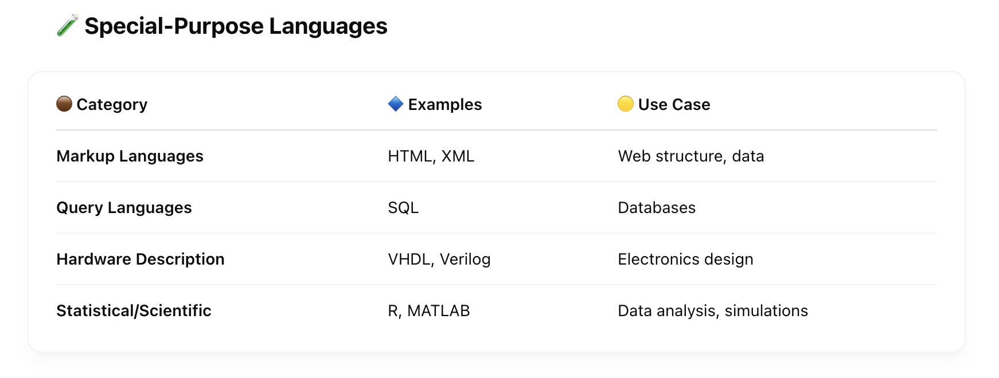 Special-Purpose Languages
Category Examples Use Case
Markup Languages HTML, XML Web structure, data
Query Languages SQL Databases
Hardware Description VHDL, Verilog Electronics design
Statistical/Scientific R, MATLAB Data analysis, simulations